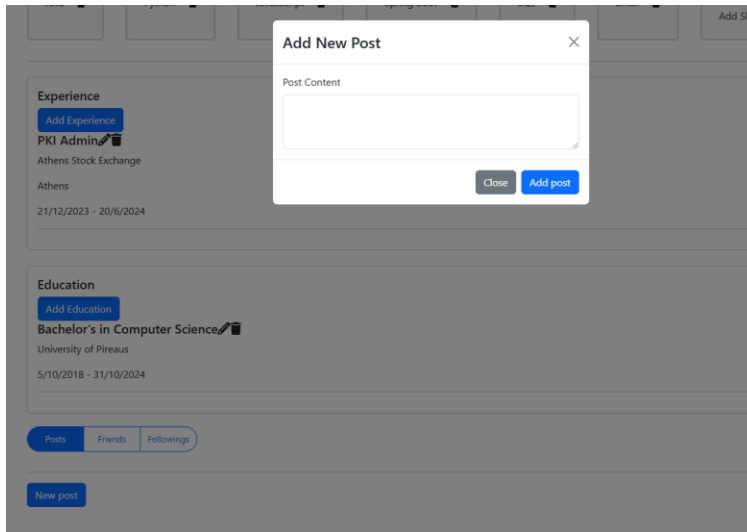 Add New Post
Post Content
Close Add post
Experience
Add Experience
PKI Admin
Athens Stock Exchange
Athens
21/12/2023 - 20/6/2024
Education
Add Education
Bachelor's in Computer Science
University of Pireaus
5/10/2018 - 31/10/2024
Posts Friends Followings
New post